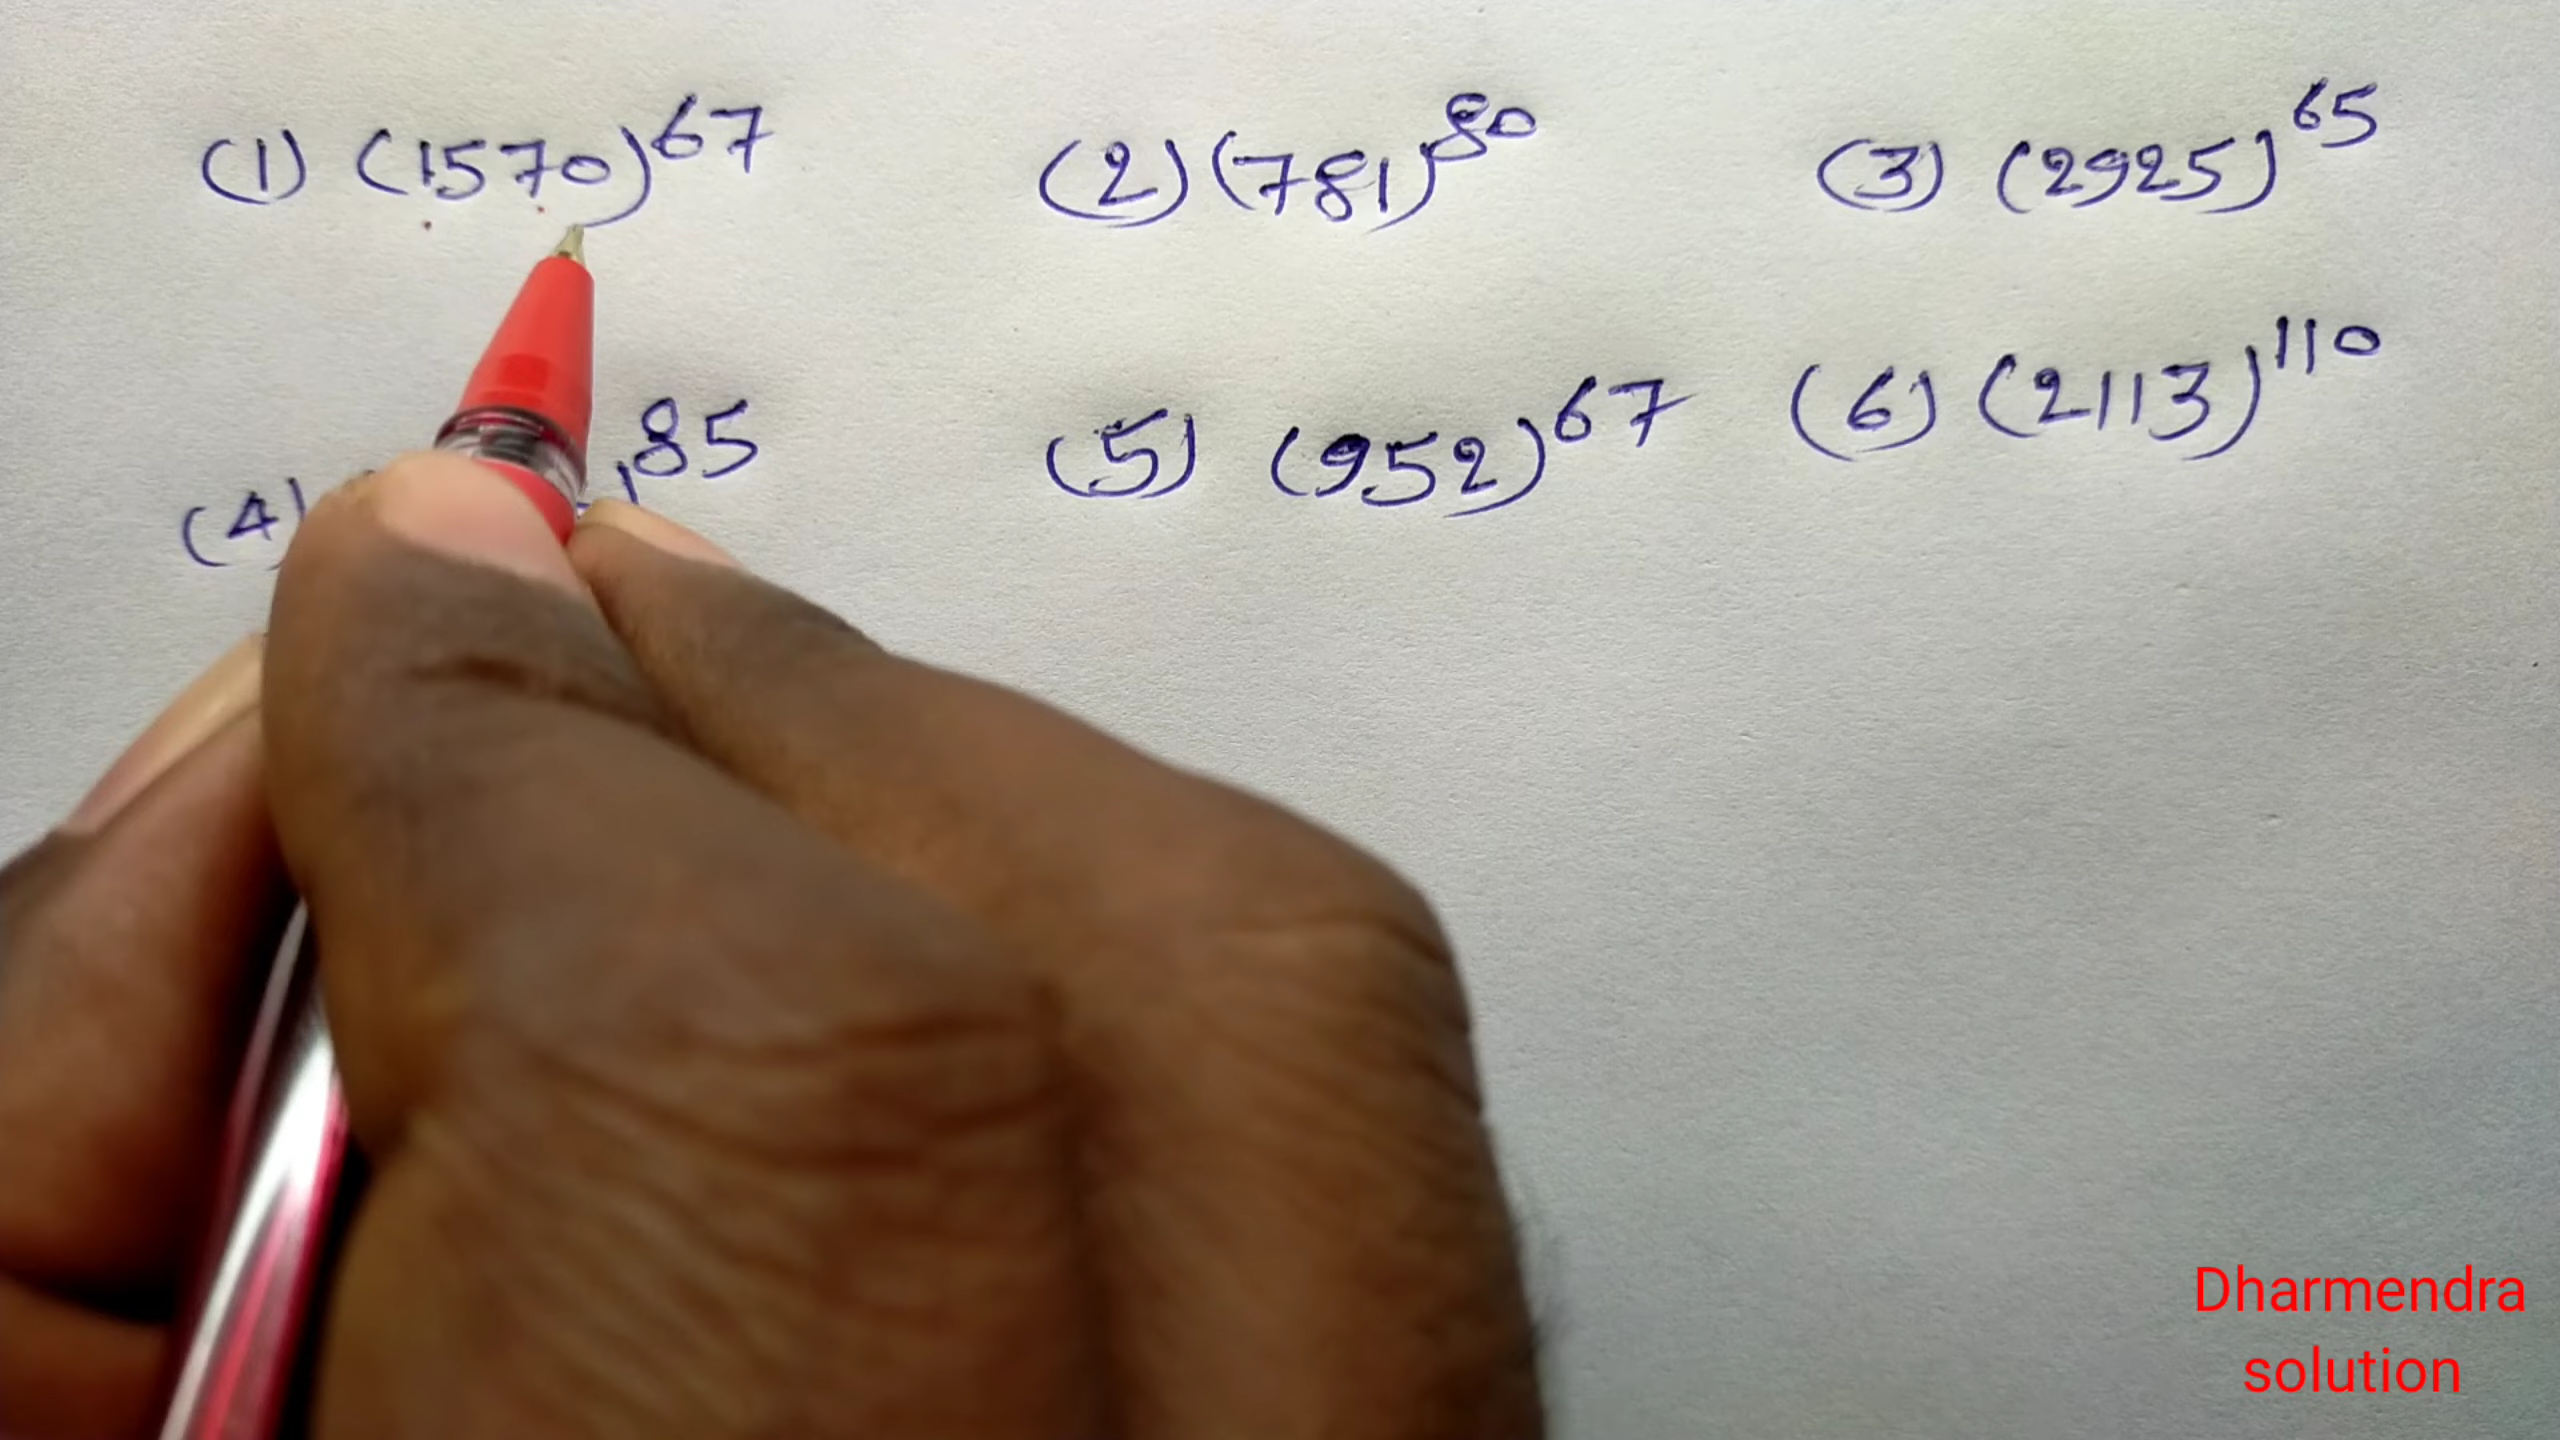 (1) (1570)^67 (2) (781)^80 (3) (2925)^65
(4) )^85 (5) (952)^67 (6) (2113)^110
Dharmendra
solution